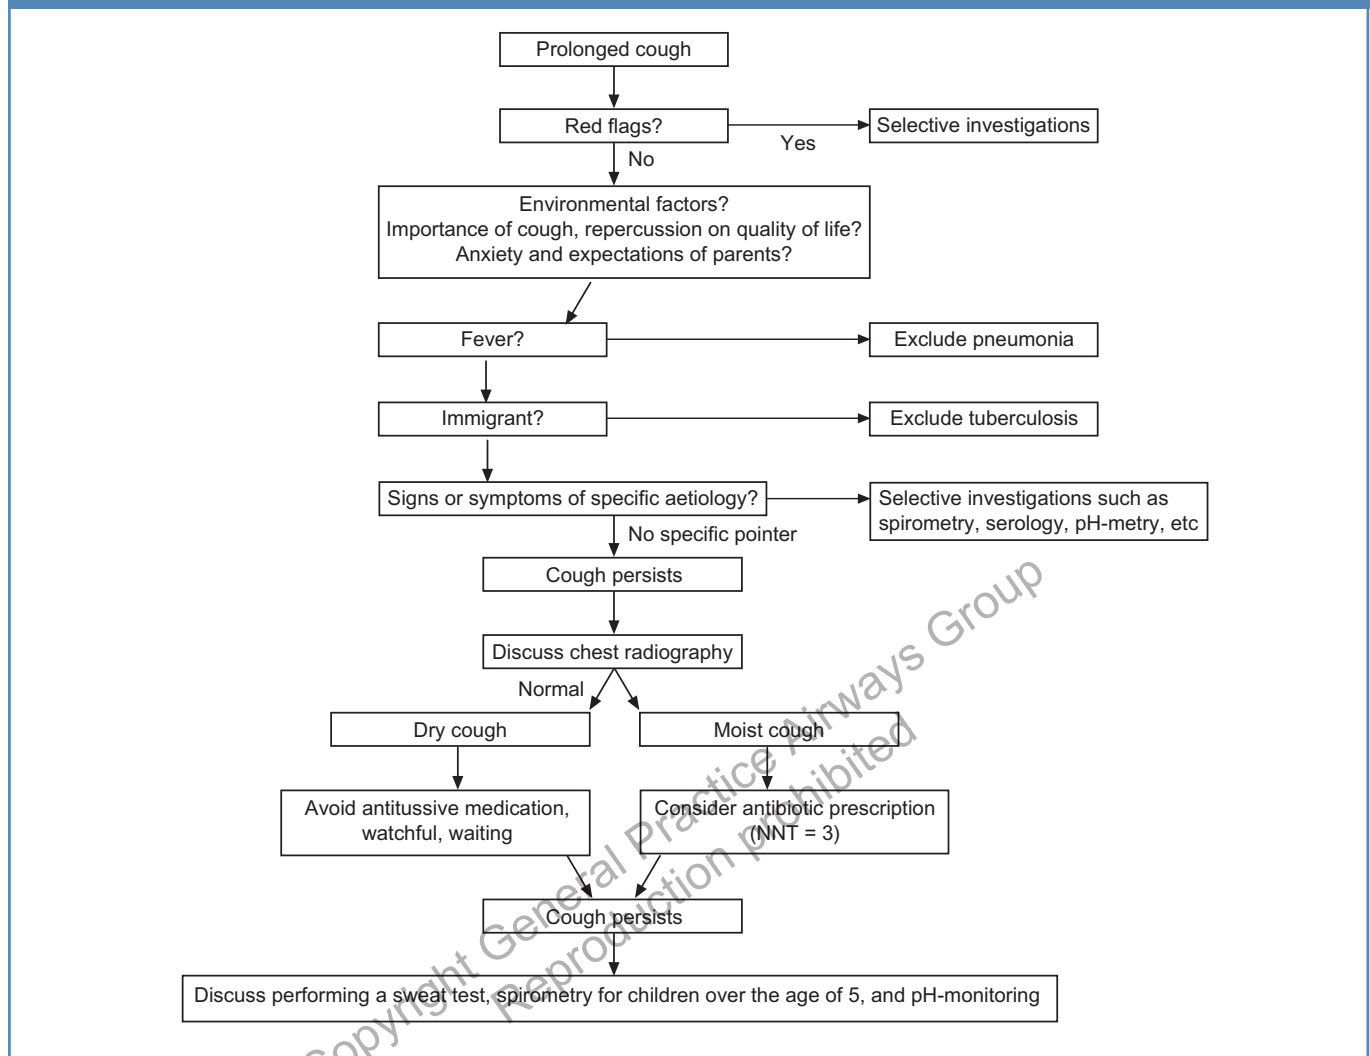 Prolonged cough
Red flags?
Yes
Selective investigations
No
Environmental factors?
Importance of cough, repercussion on quality of life?
Anxiety and expectations of parents?
Fever?
Exclude pneumonia
Immigrant?
Exclude tuberculosis
Signs or symptoms of specific aetiology?
Selective investigations such as
spirometry, serology, pH-metry, etc
No specific pointer
Cough persists
Discuss chest radiography
Normal
Dry cough
Moist cough
Avoid antitussive medication,
watchful, waiting
Consider antibiotic prescription
(NNT = 3)
Cough persists
Discuss performing a sweat test, spirometry for children over the age of 5, and pH-monitoring
Copyright General Practice Airways Group
Reproduction prohibited